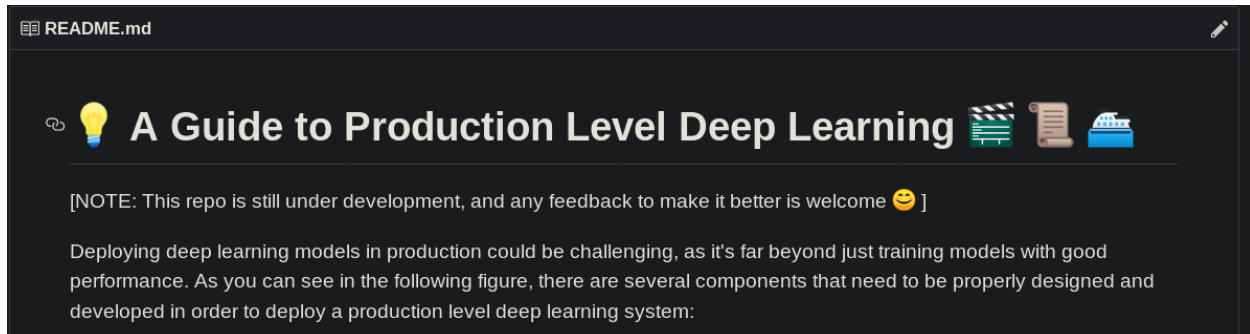 README.md
💡 A Guide to Production Level Deep Learning 🎬 📜 🛳
[NOTE: This repo is still under development, and any feedback to make it better is welcome 😊 ]
Deploying deep learning models in production could be challenging, as it's far beyond just training models with good
performance. As you can see in the following figure, there are several components that need to be properly designed and
developed in order to deploy a production level deep learning system: